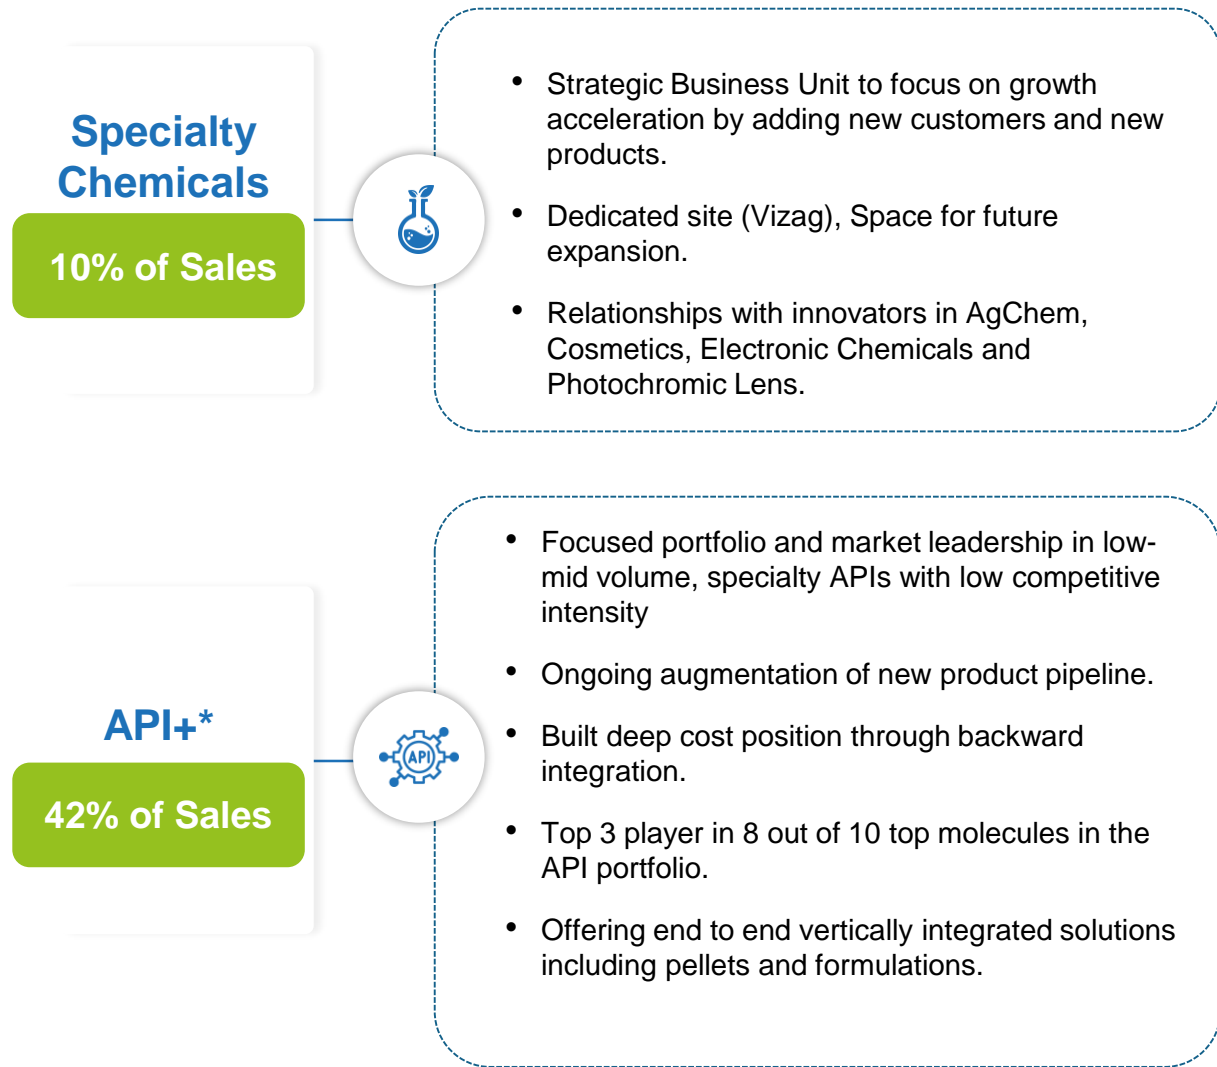 Specialty
Chemicals
10% of Sales
• Strategic Business Unit to focus on growth
acceleration by adding new customers and new
products.
• Dedicated site (Vizag), Space for future
expansion.
• Relationships with innovators in AgChem,
Cosmetics, Electronic Chemicals and
Photochromic Lens.
API+*
42% of Sales
API
• Focused portfolio and market leadership in low-
mid volume, specialty APIs with low competitive
intensity
• Ongoing augmentation of new product pipeline.
• Built deep cost position through backward
integration.
• Top 3 player in 8 out of 10 top molecules in the
API portfolio.
• Offering end to end vertically integrated solutions
including pellets and formulations.